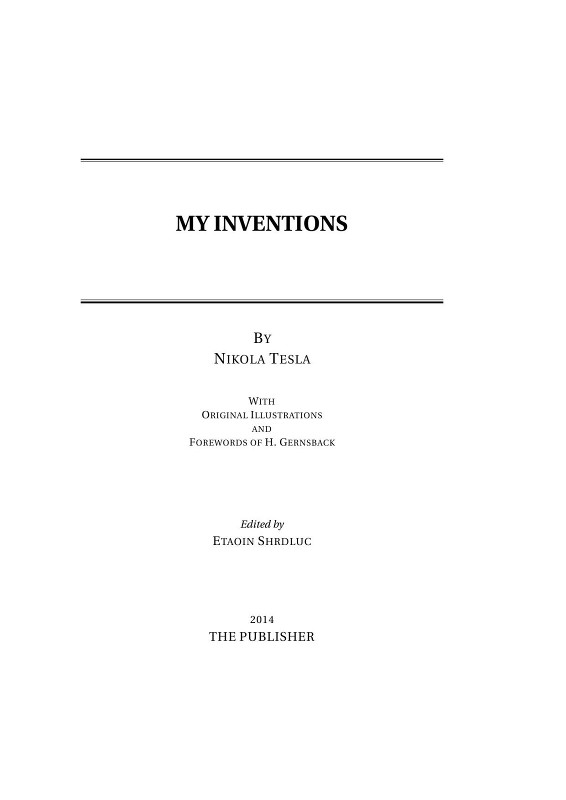 MY INVENTIONS
BY
NIKOLA TESLA
WITH
ORIGINAL ILLUSTRATIONS
AND
FOREWORDS OF H. GERNSBACK
Edited by
ETAOIN SHRDLUC
2014
THE PUBLISHER